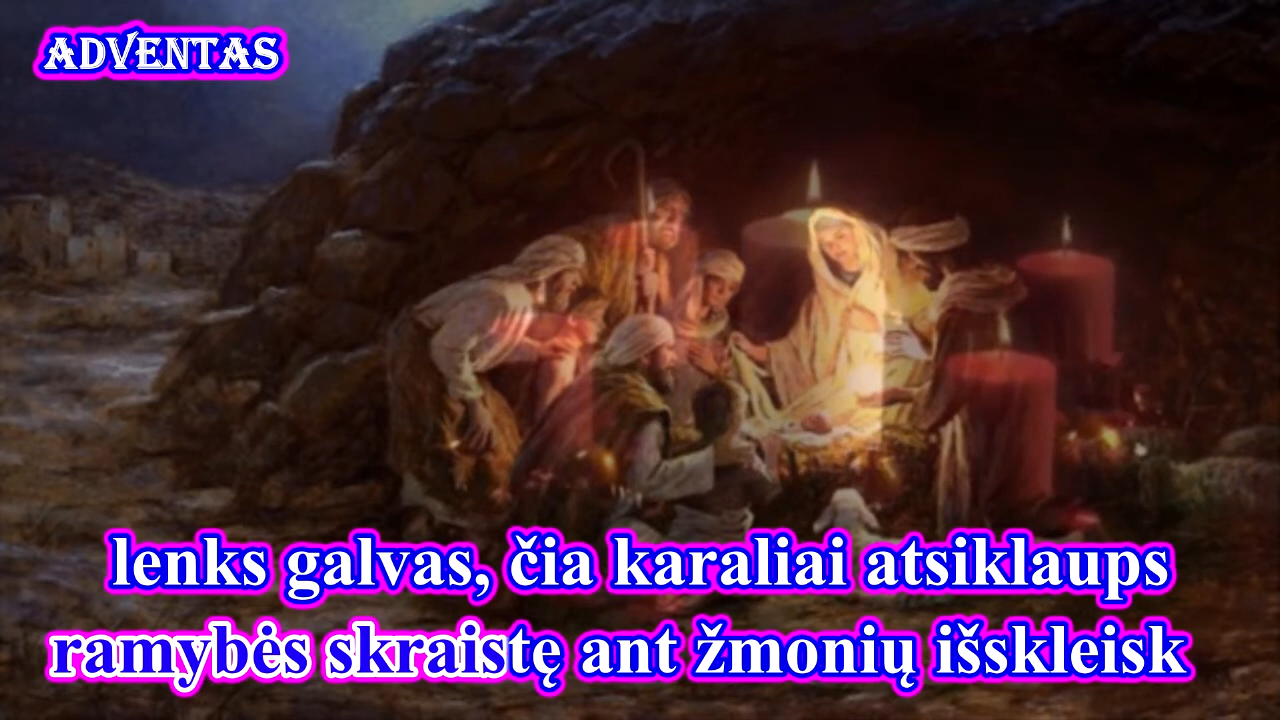 ADVENTAS
lenks galvas, čia karaliai atsiklaups
ramybės skraistę ant žmonių išskleisk